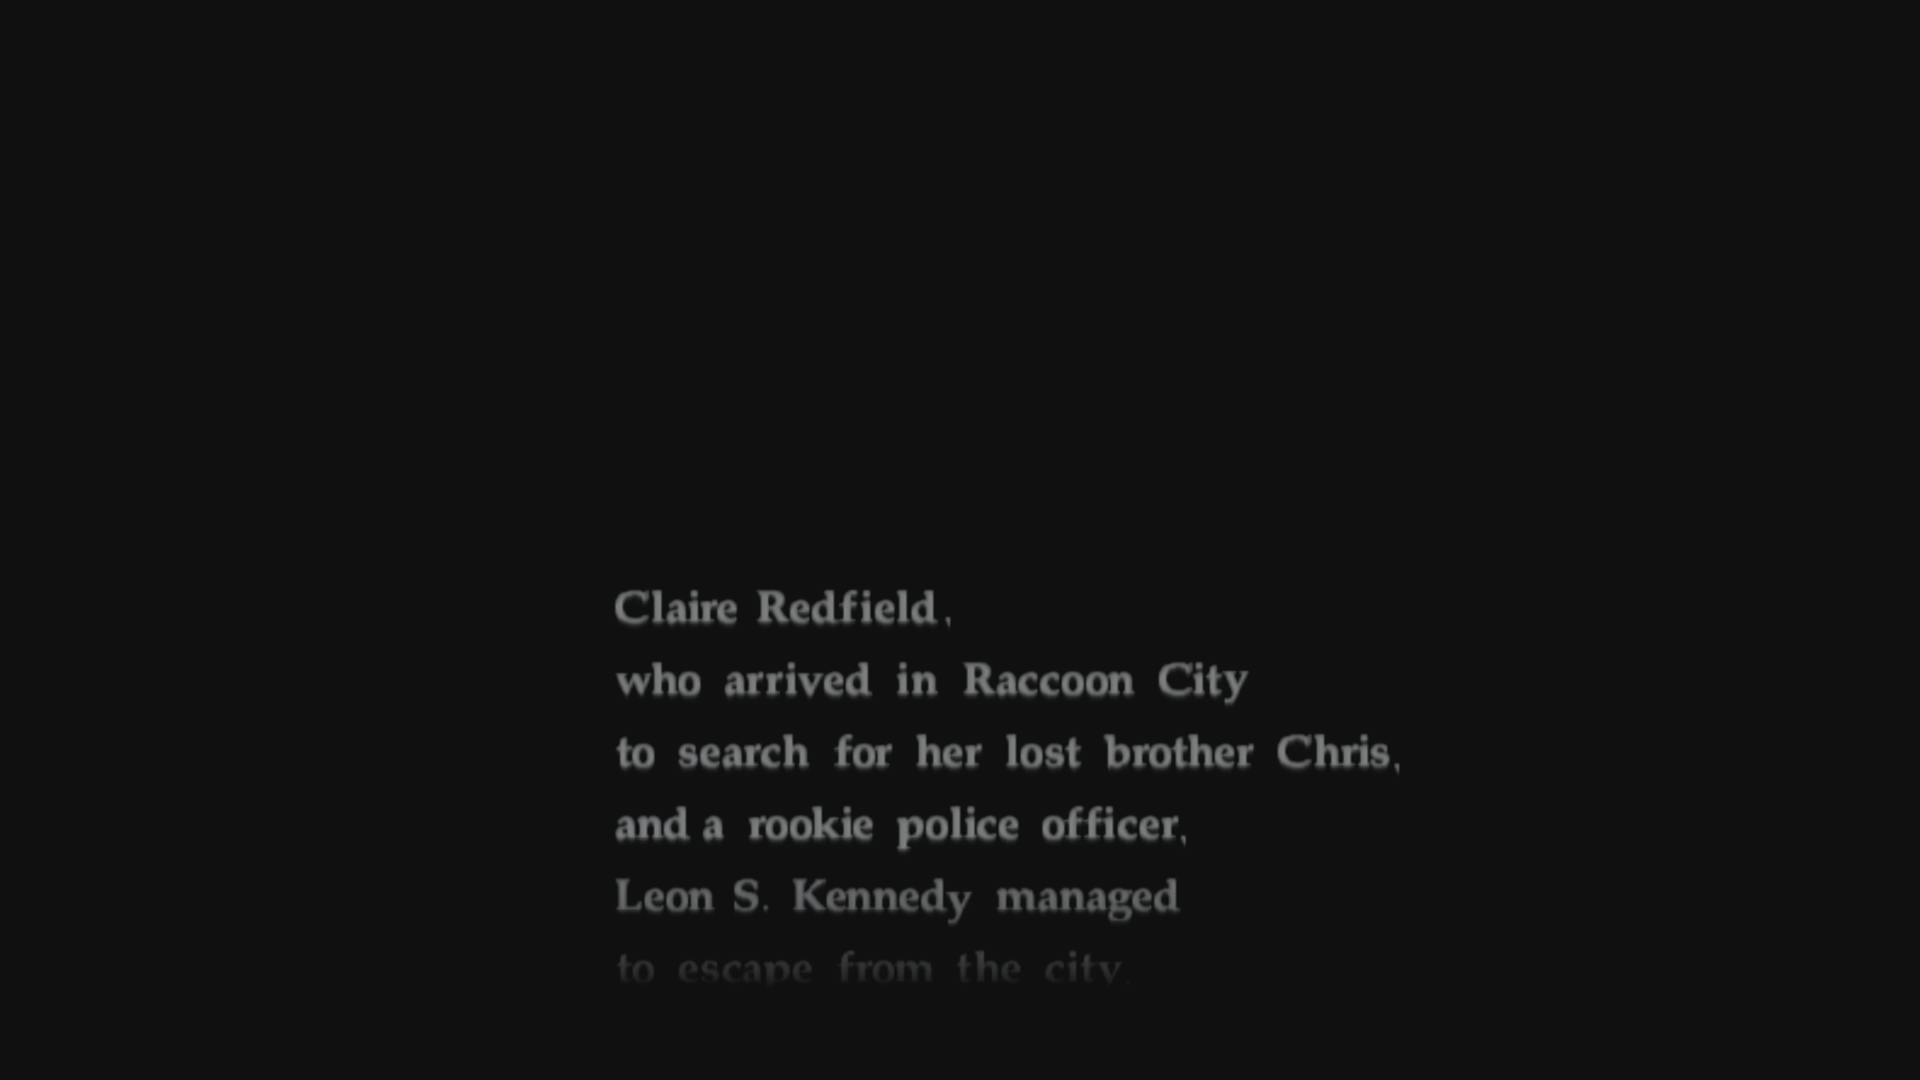 Claire Redfield,
who arrived in Raccoon City
to search for her lost brother Chris,
and a rookie police officer,
Leon S. Kennedy managed
to escape from the city.